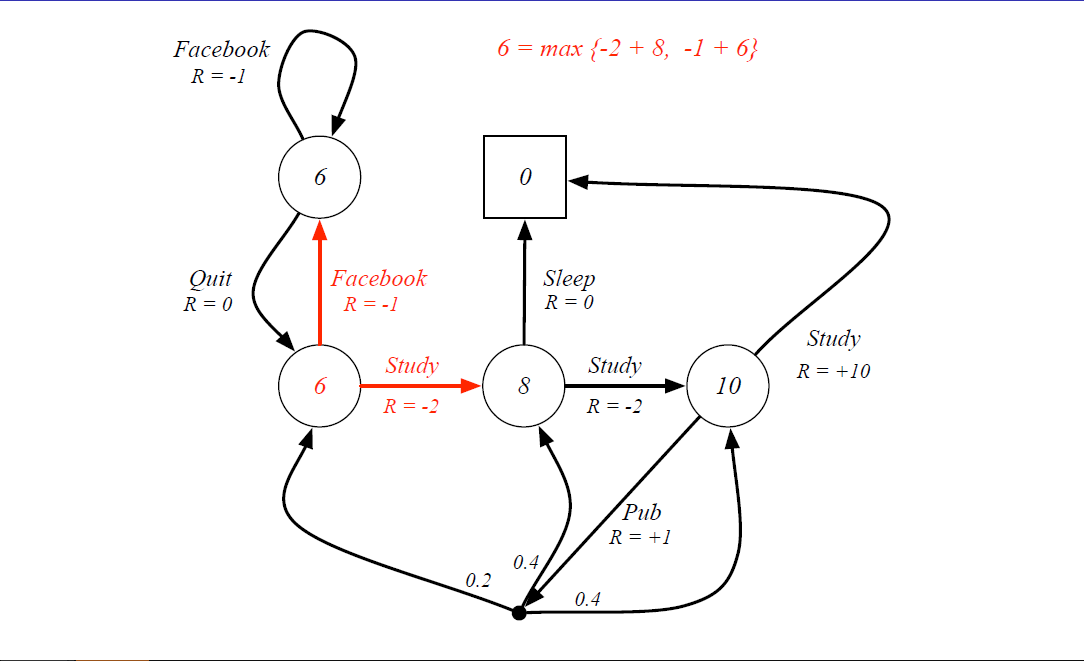 Facebook
R = -1
6 = max {-2 + 8, -1 + 6}
6
0
Quit
R = 0
Facebook
R = -1
Sleep
R = 0
6
Study
R = -2
8
Study
R = -2
10
Study
R = +10
Pub
R = +1
0.4
0.2
0.4